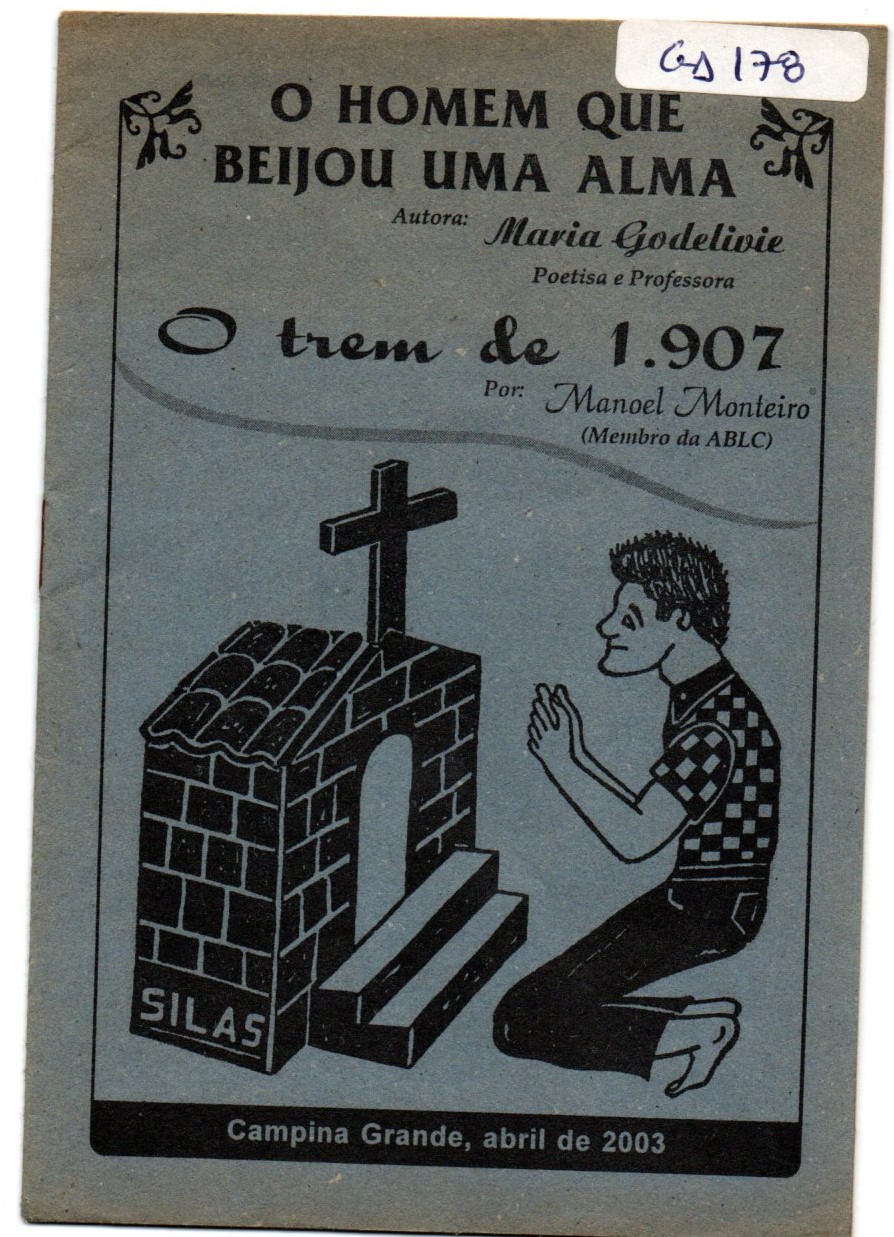 GD 178
O HOMEM QUE
BEIJOU UMA ALMA
Autora: Maria Godelivie
Poetisa e Professora
O trem de 1.907
Por: Manoel Monteiro
(Membro da ABLC)
SILAS
Campina Grande, abril de 2003